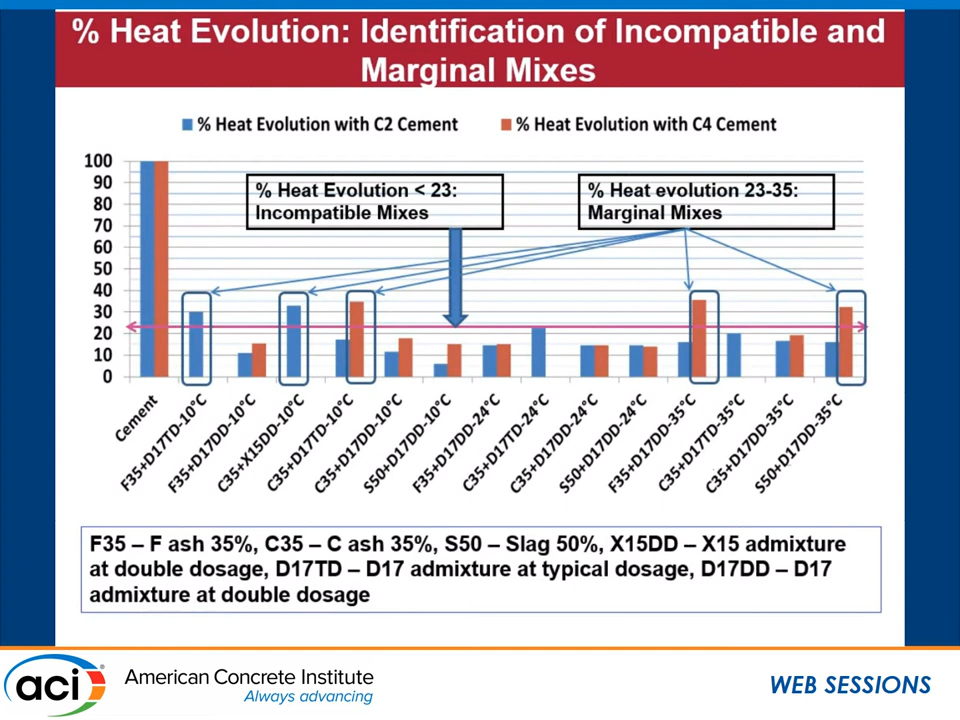 % Heat Evolution: Identification of Incompatible and
Marginal Mixes
% Heat Evolution with C2 Cement
% Heat Evolution with C4 Cement
100
90
80
70
60
50
40
30
20
10
0
% Heat Evolution < 23:
Incompatible Mixes
% Heat evolution 23-35:
Marginal Mixes
Cement
F35+D17TD-10°C
F35+D17DD-10°C
C35+X15DD-10°C
C35+D17TD-10°C
C35+D17DD-10°C
S50+D17DD-10°C
F35+D17DD-24°C
C35+D17TD-24°C
C35+D17DD-24°C
S50+D17DD-24°C
F35+D17DD-35°C
C35+D17TD-35°C
C35+D17DD-35°C
S50+D17DD-35°C
F35 – F ash 35%, C35 – C ash 35%, S50 – Slag 50%, X15DD – X15 admixture
at double dosage, D17TD – D17 admixture at typical dosage, D17DD – D17
admixture at double dosage
aci®
American Concrete Institute
Always advancing
WEB SESSIONS